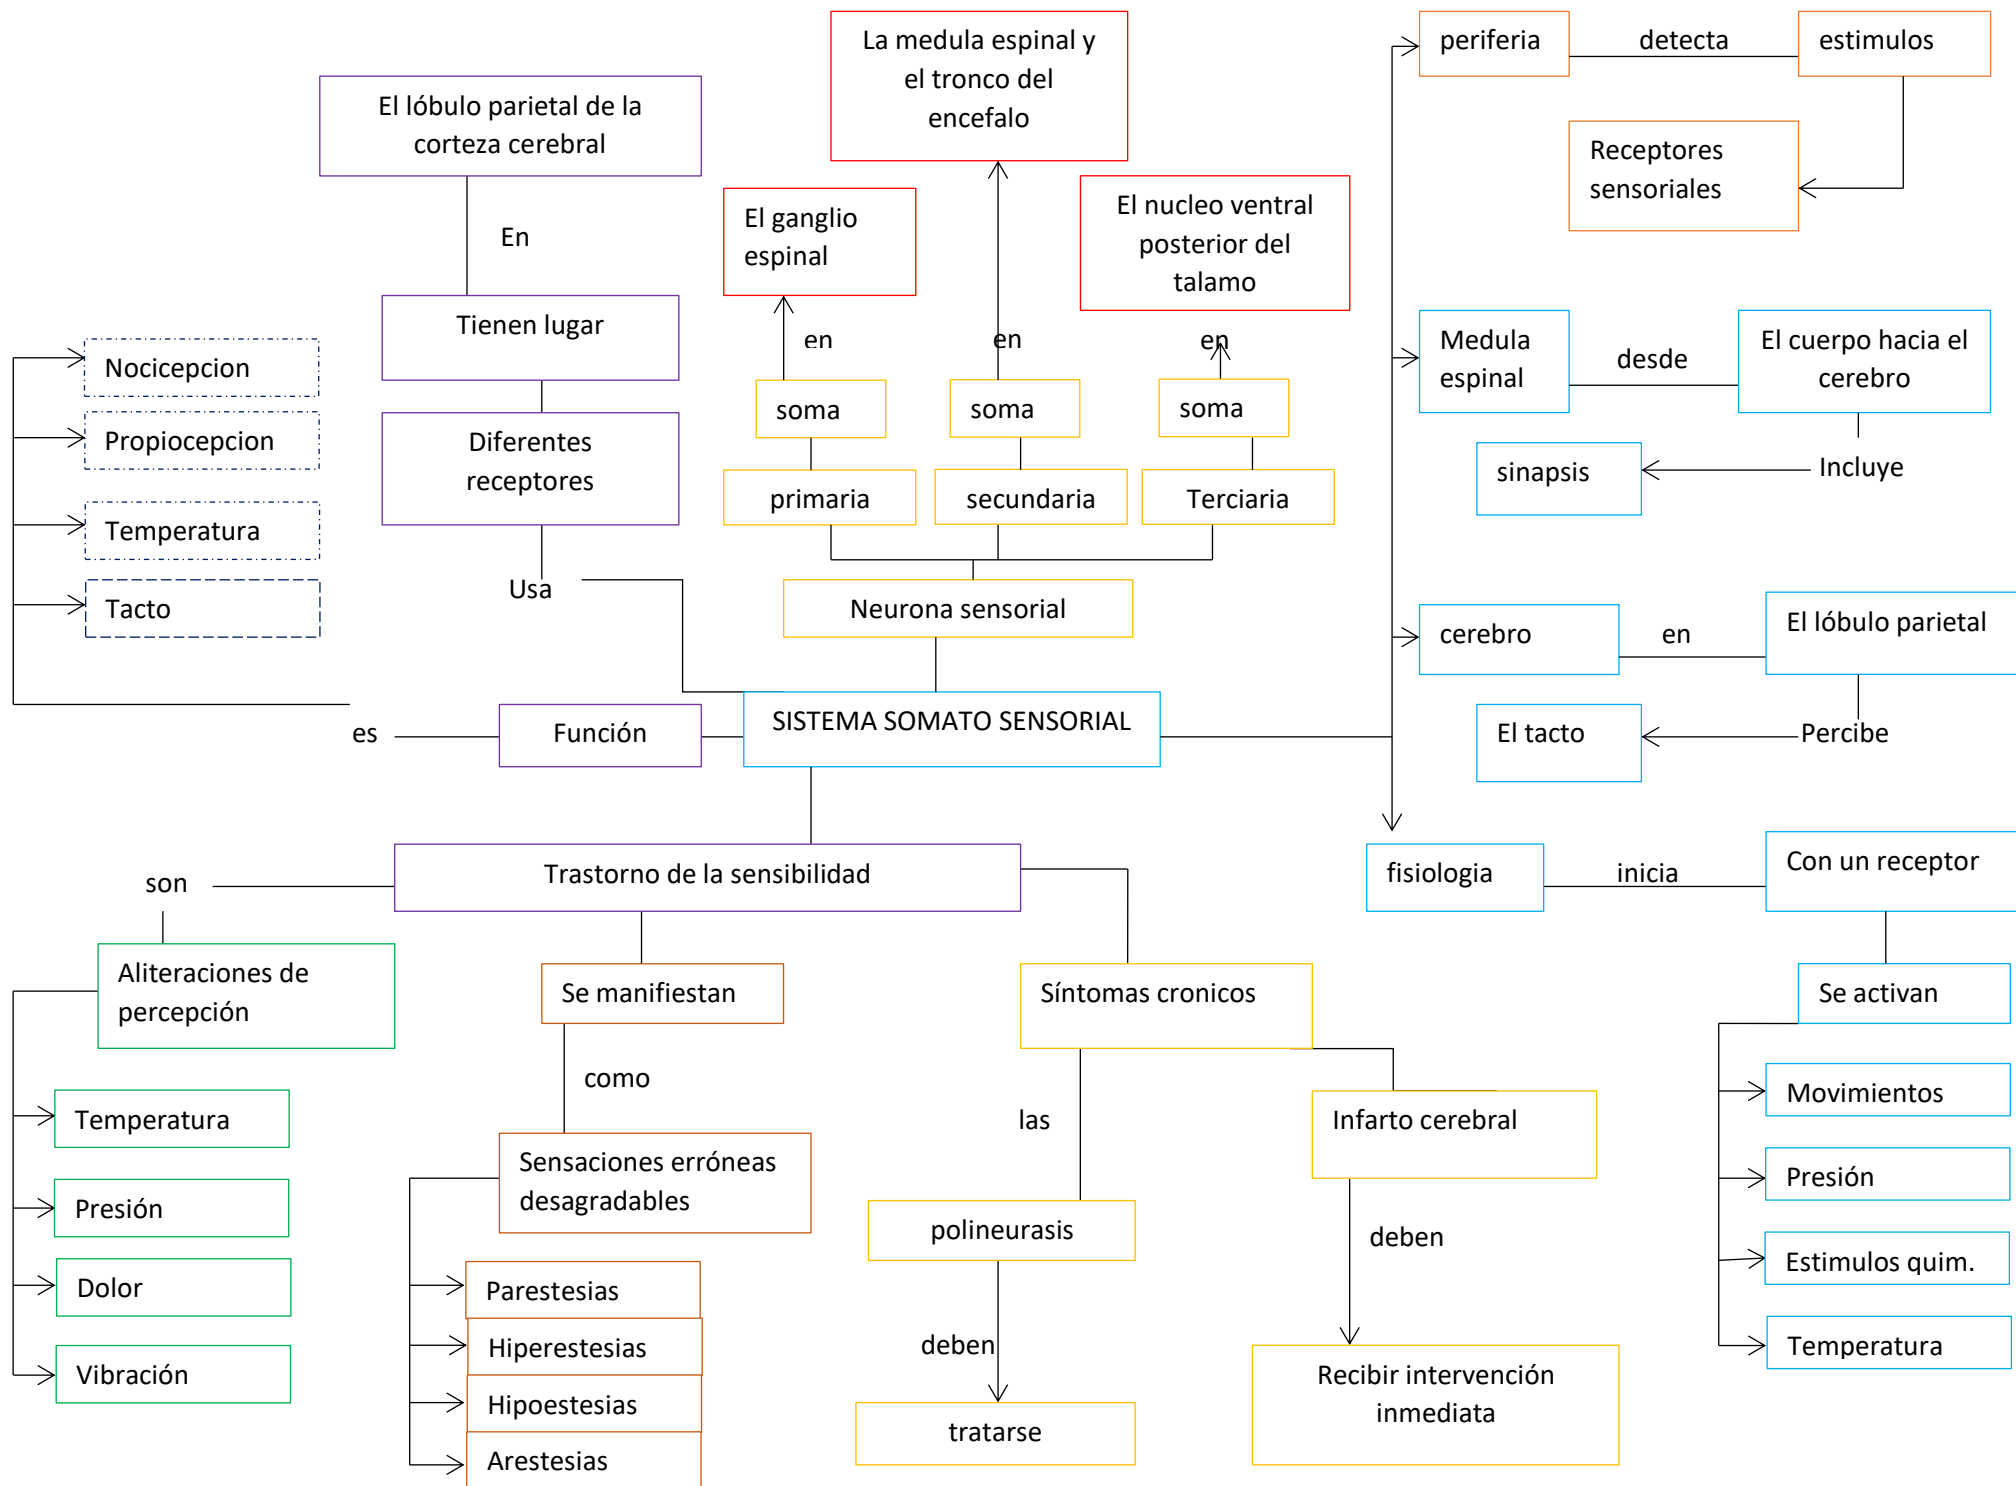 La medula espinal y
el tronco del
encefalo
periferia
detecta
estimulos
El lóbulo parietal de la
corteza cerebral
Receptores
sensoriales
El ganglio
espinal
El nucleo ventral
posterior del
talamo
En
Tienen lugar
en
en
en
Medula
espinal
desde
El cuerpo hacia el
cerebro
Nocicepcion
Propiocepcion
Temperatura
Tacto
Diferentes
receptores
soma
soma
soma
primaria
secundaria
Terciaria
sinapsis
Incluye
Usa
Neurona sensorial
cerebro
en
El lóbulo parietal
es
Función
SISTEMA SOMATO SENSORIAL
El tacto
Percibe
son
Trastorno de la sensibilidad
fisiologia
inicia
Con un receptor
Aliteraciones de
percepción
Se manifiestan
Síntomas cronicos
Se activan
Temperatura
Presión
Dolor
Vibración
como
Sensaciones erróneas
desagradables
Parestesias
Hiperestesias
Hipoestesias
Arestesias
las
polineurasis
deben
tratarse
Infarto cerebral
deben
Recibir intervención
inmediata
Movimientos
Presión
Estimulos quim.
Temperatura